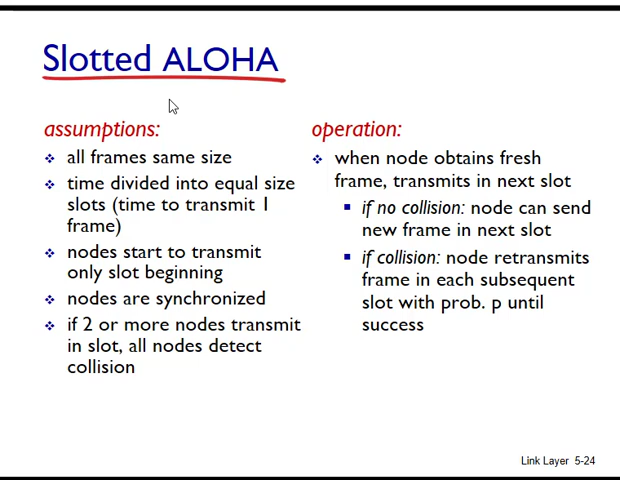 Slotted ALOHA
assumptions:
❖ all frames same size
❖ time divided into equal size
slots (time to transmit 1
frame)
❖ nodes start to transmit
only slot beginning
❖ nodes are synchronized
❖ if 2 or more nodes transmit
in slot, all nodes detect
collision
operation:
❖ when node obtains fresh
frame, transmits in next slot
▪ if no collision: node can send
new frame in next slot
▪ if collision: node retransmits
frame in each subsequent
slot with prob. p until
success
Link Layer 5-24